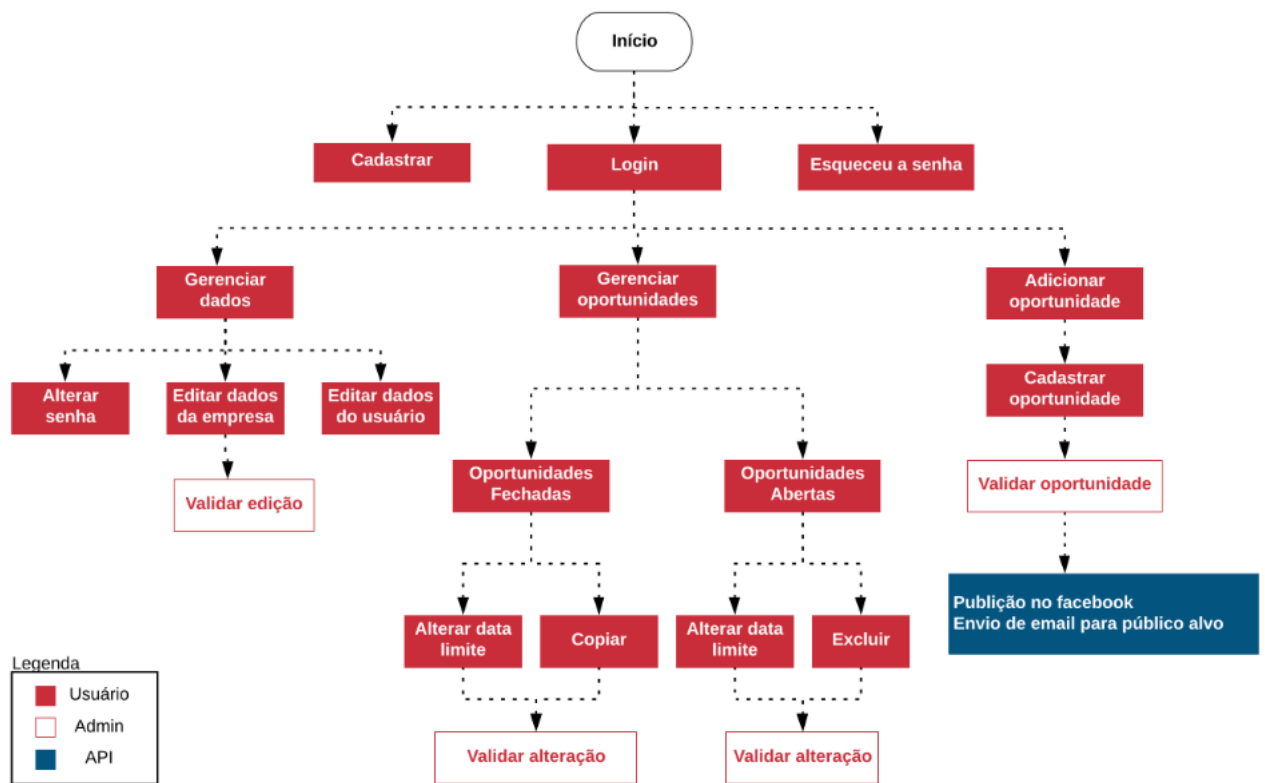 Início
Cadastrar
Login
Esqueceu a senha
Gerenciar
dados
Gerenciar
oportunidades
Adicionar
oportunidade
Alterar
senha
Editar dados
da empresa
Editar dados
do usuário
Cadastrar
oportunidade
Validar edição
Oportunidades
Fechadas
Oportunidades
Abertas
Validar oportunidade
Publição no facebook
Envio de email para público alvo
Alterar data
limite
Copiar
Alterar data
limite
Excluir
Validar alteração
Validar alteração
Legenda
Usuário
Admin
API